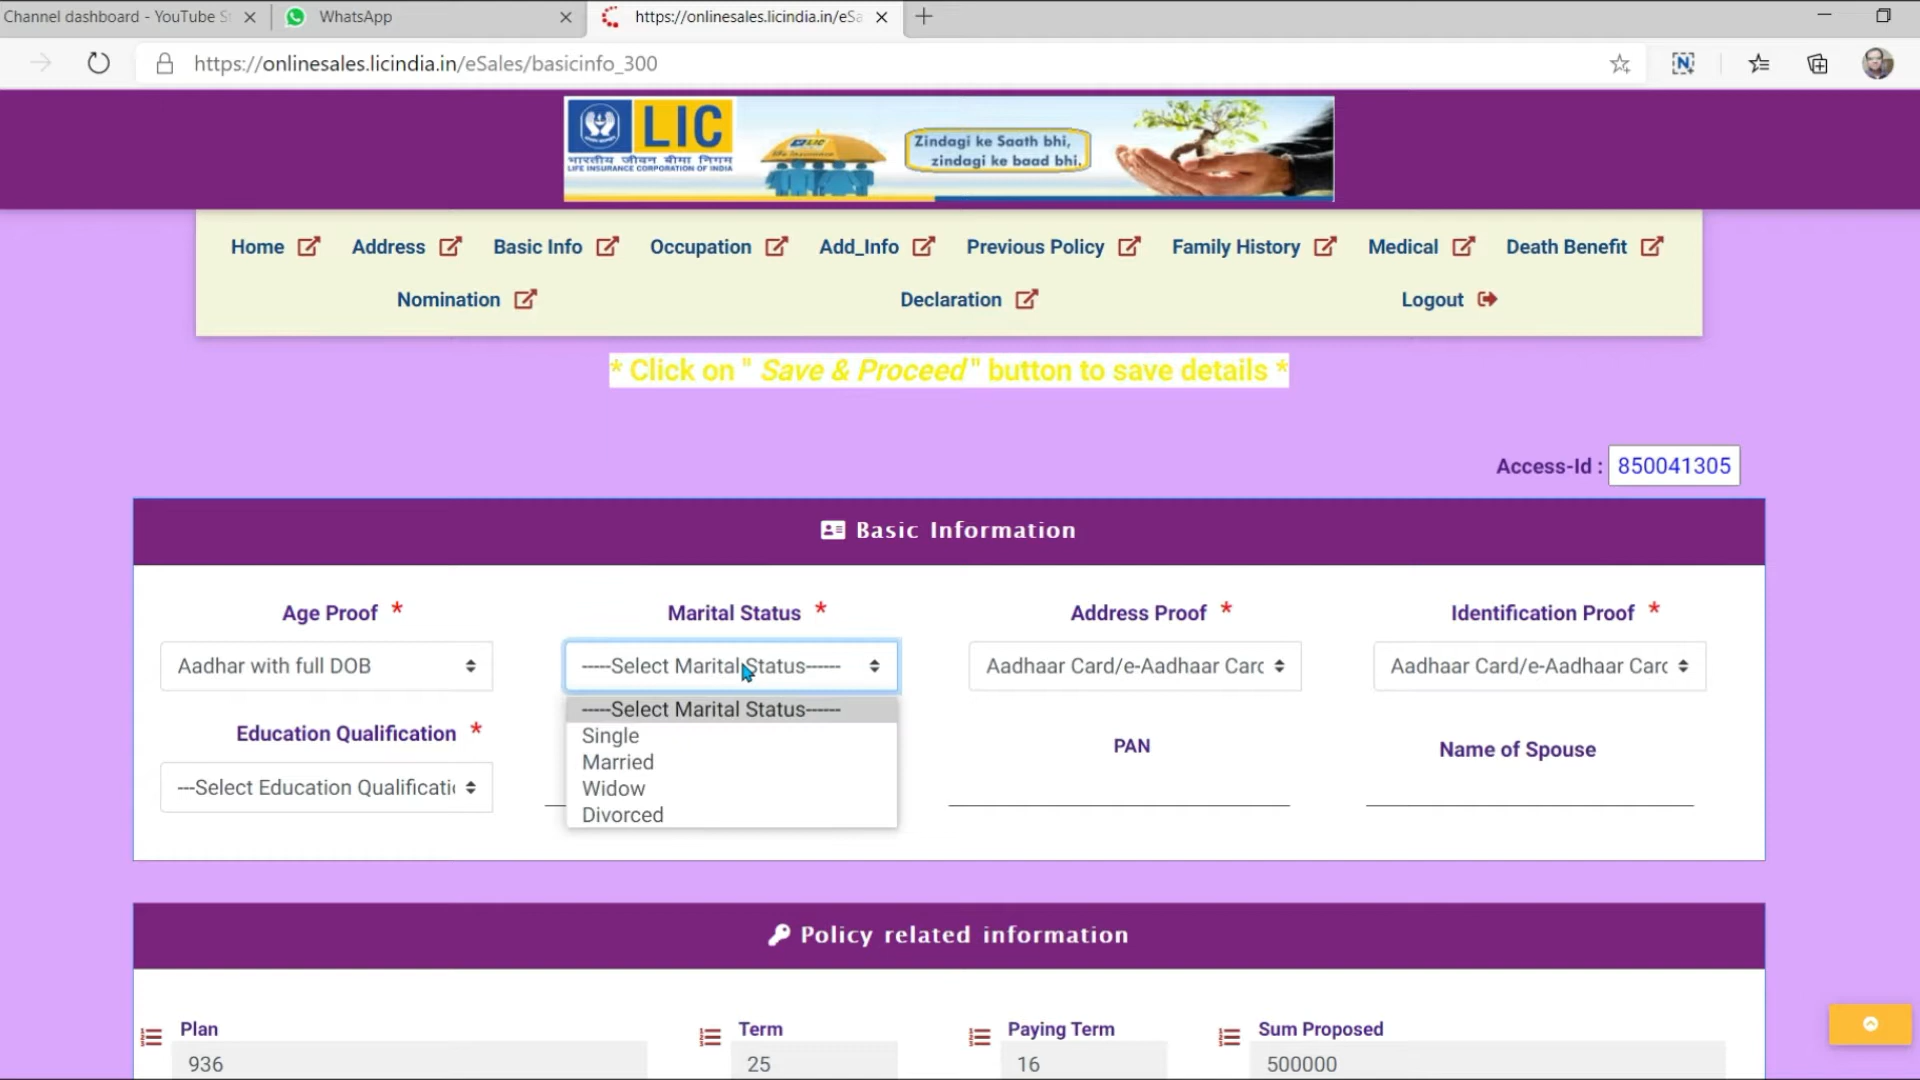 Channel dashboard - YouTube St
WhatsApp
https://onlinesales.licindia.in/eSa
https://onlinesales.licindia.in/eSales/basicinfo_300
LIC
भारतीय जीवन बीमा निगम
LIFE INSURANCE CORPORATION OF INDIA
Zindagi ke Saath bhi,
zindagi ke baad bhi.
Home Address Basic Info Occupation Add_Info Previous Policy Family History Medical Death Benefit
Nomination Declaration Logout
* Click on " Save & Proceed " button to save details *
Access-Id : 850041305
Basic Information
Age Proof * Marital Status * Address Proof * Identification Proof *
Aadhar with full DOB -----Select Marital Status------ Aadhaar Card/e-Aadhaar Card Aadhaar Card/e-Aadhaar Card
-----Select Marital Status------
Single
Married
Widow
Divorced
Education Qualification * PAN Name of Spouse
---Select Education Qualificati
Policy related information
Plan Term Paying Term Sum Proposed
936 25 16 500000